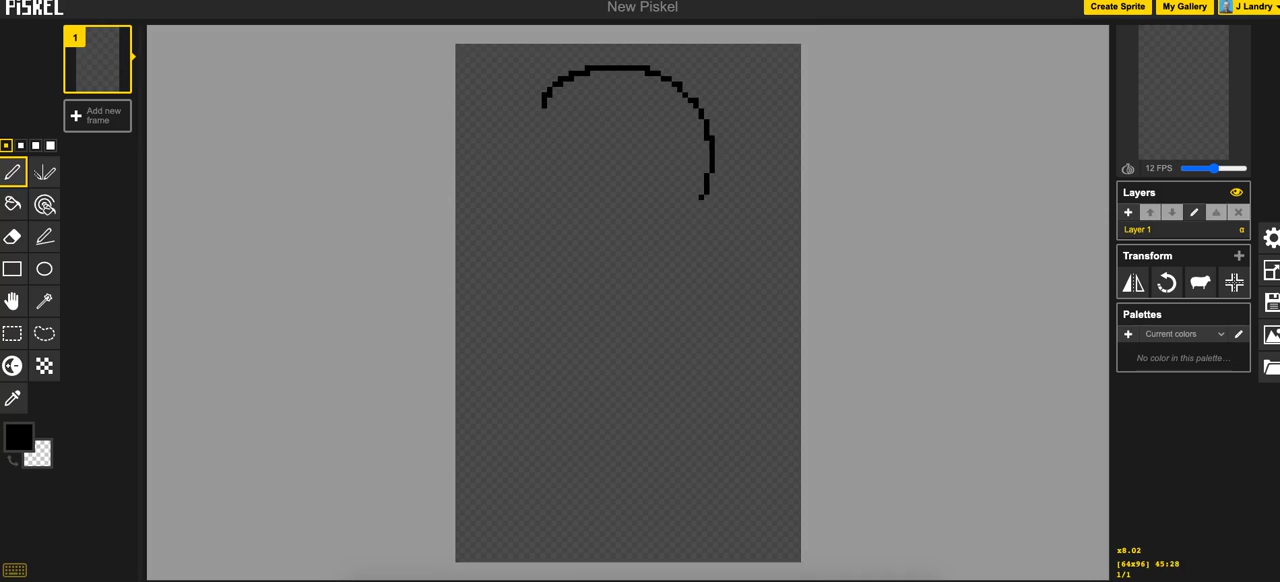 PiSKEL
New Piskel
Create Sprite
My Gallery
J Landry
1
Add new
frame
12 FPS
Layers
Layer 1
α
Transform
Palettes
Current colors
No color in this palette...
x8.02
[64x96] 45:28
1/1